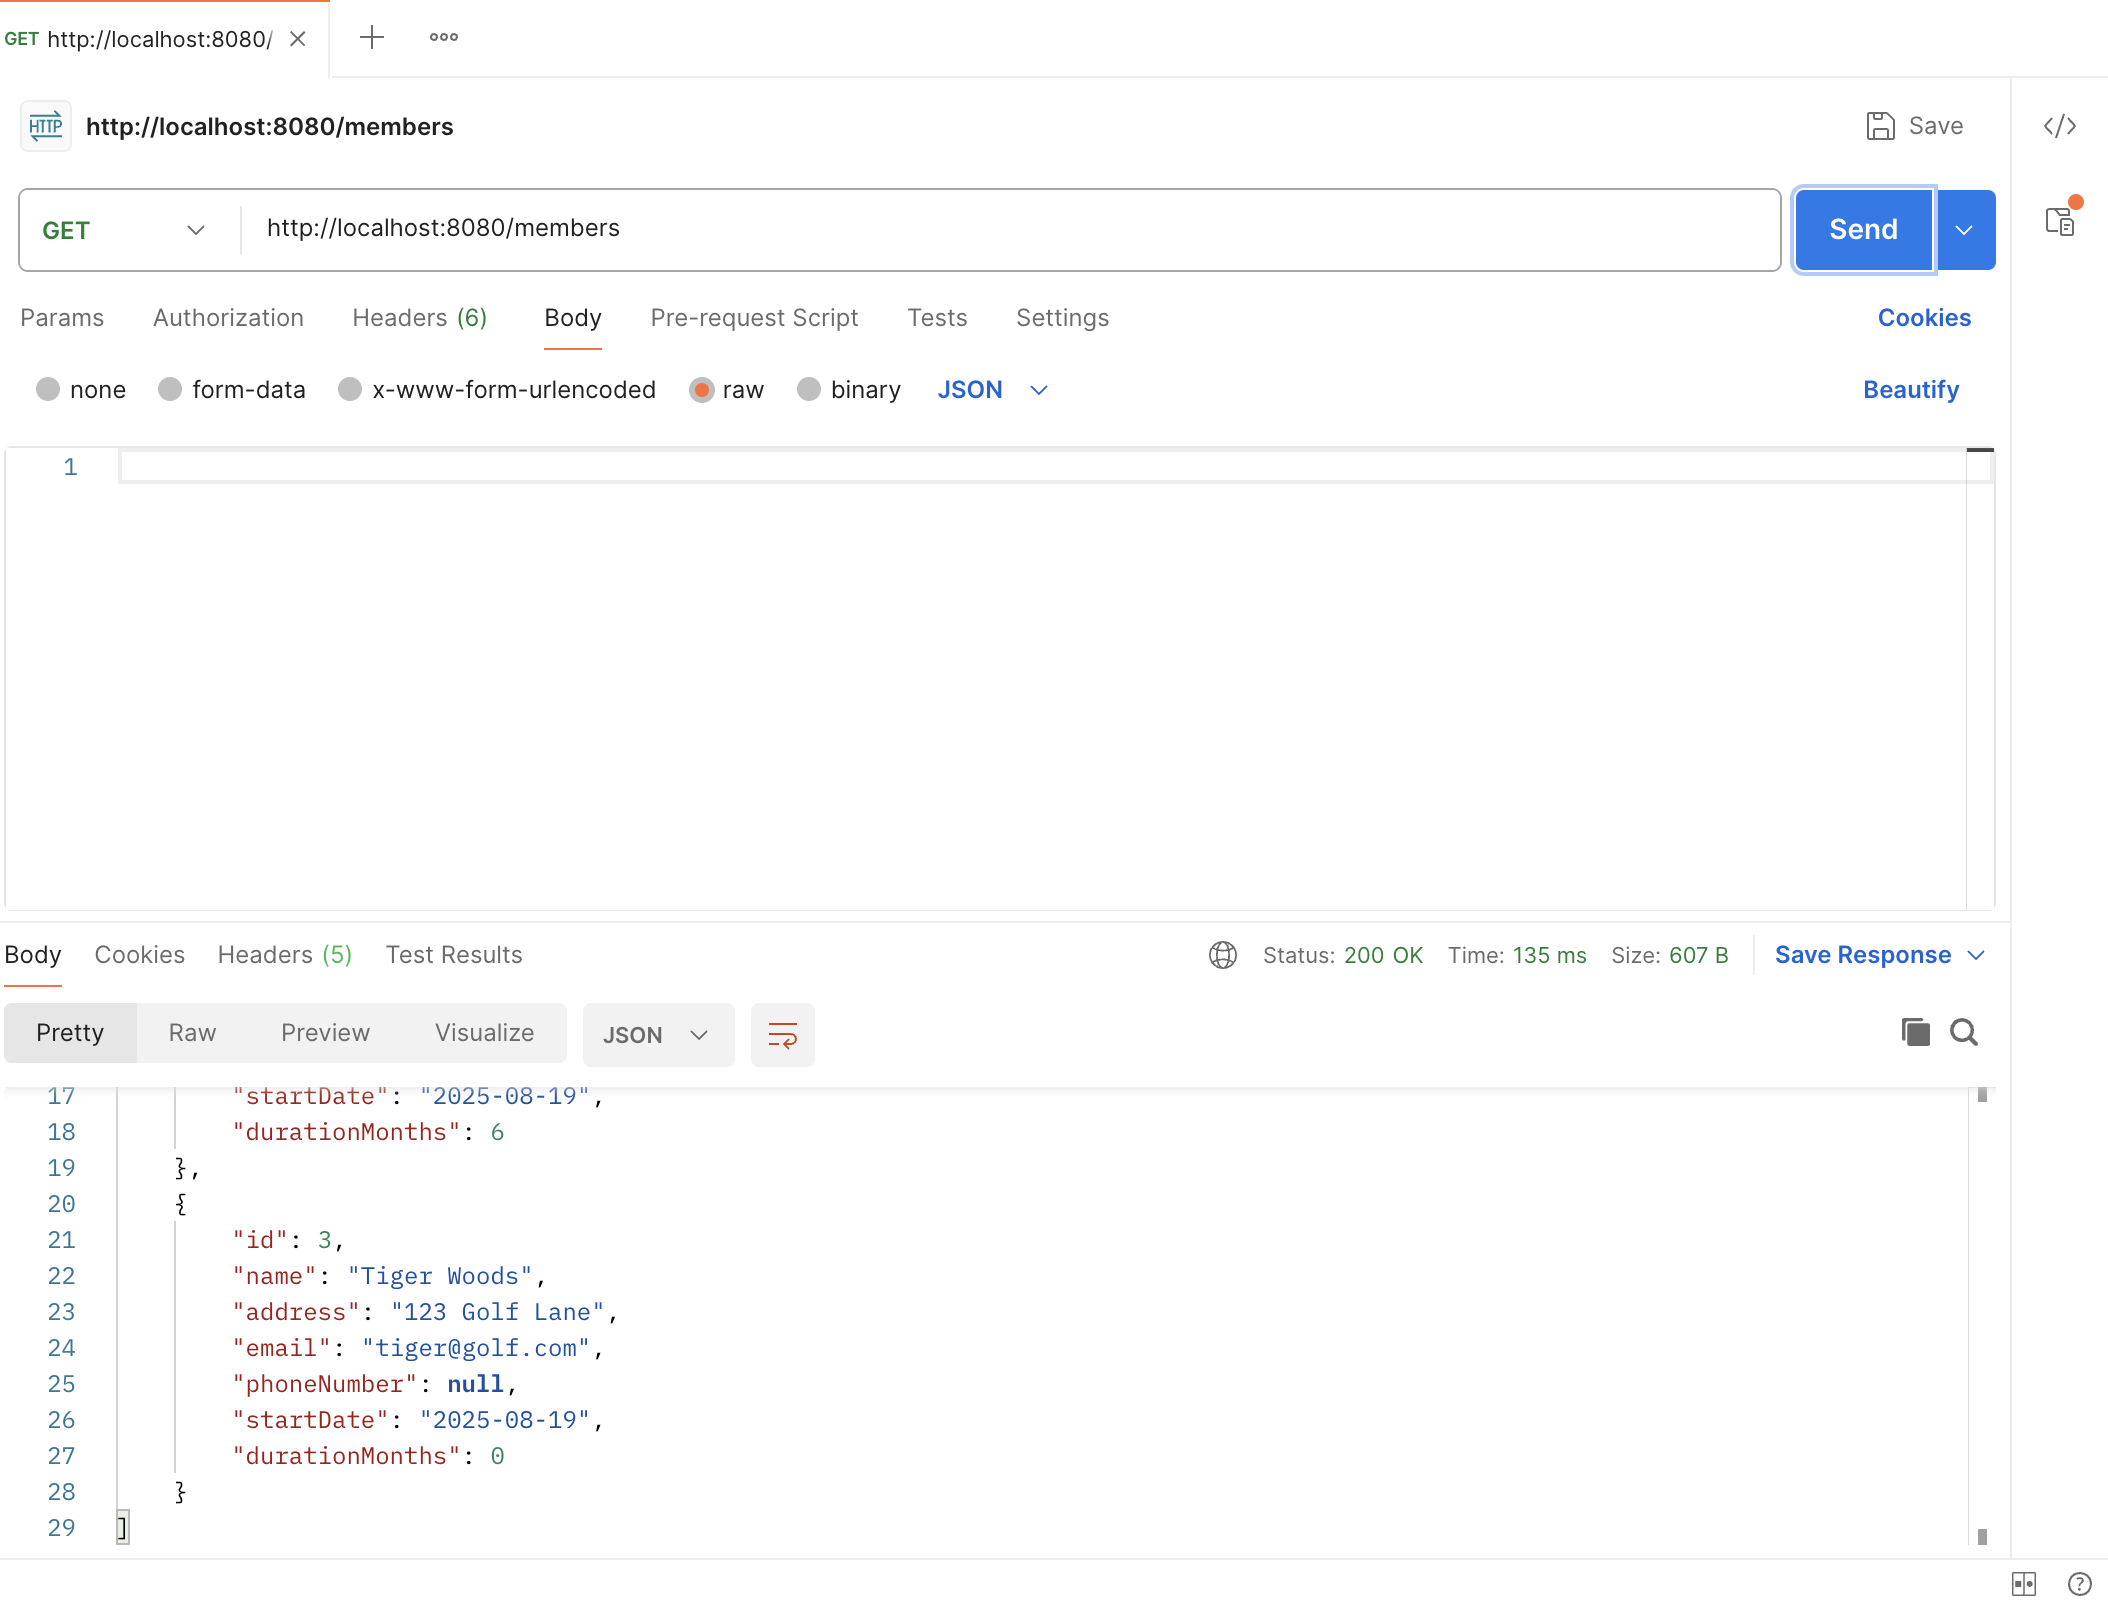 GET http://localhost:8080/
HTTP http://localhost:8080/members Save
GET http://localhost:8080/members Send
Params Authorization Headers (6) Body Pre-request Script Tests Settings Cookies
none form-data x-www-form-urlencoded raw binary JSON Beautify
1
Body Cookies Headers (5) Test Results Status: 200 OK Time: 135 ms Size: 607 B Save Response
Pretty Raw Preview Visualize JSON
17 "startDate": "2025-08-19",
18 "durationMonths": 6
19 },
20 {
21 "id": 3,
22 "name": "Tiger Woods",
23 "address": "123 Golf Lane",
24 "email": "tiger@golf.com",
25 "phoneNumber": null,
26 "startDate": "2025-08-19",
27 "durationMonths": 0
28 }
29 ]